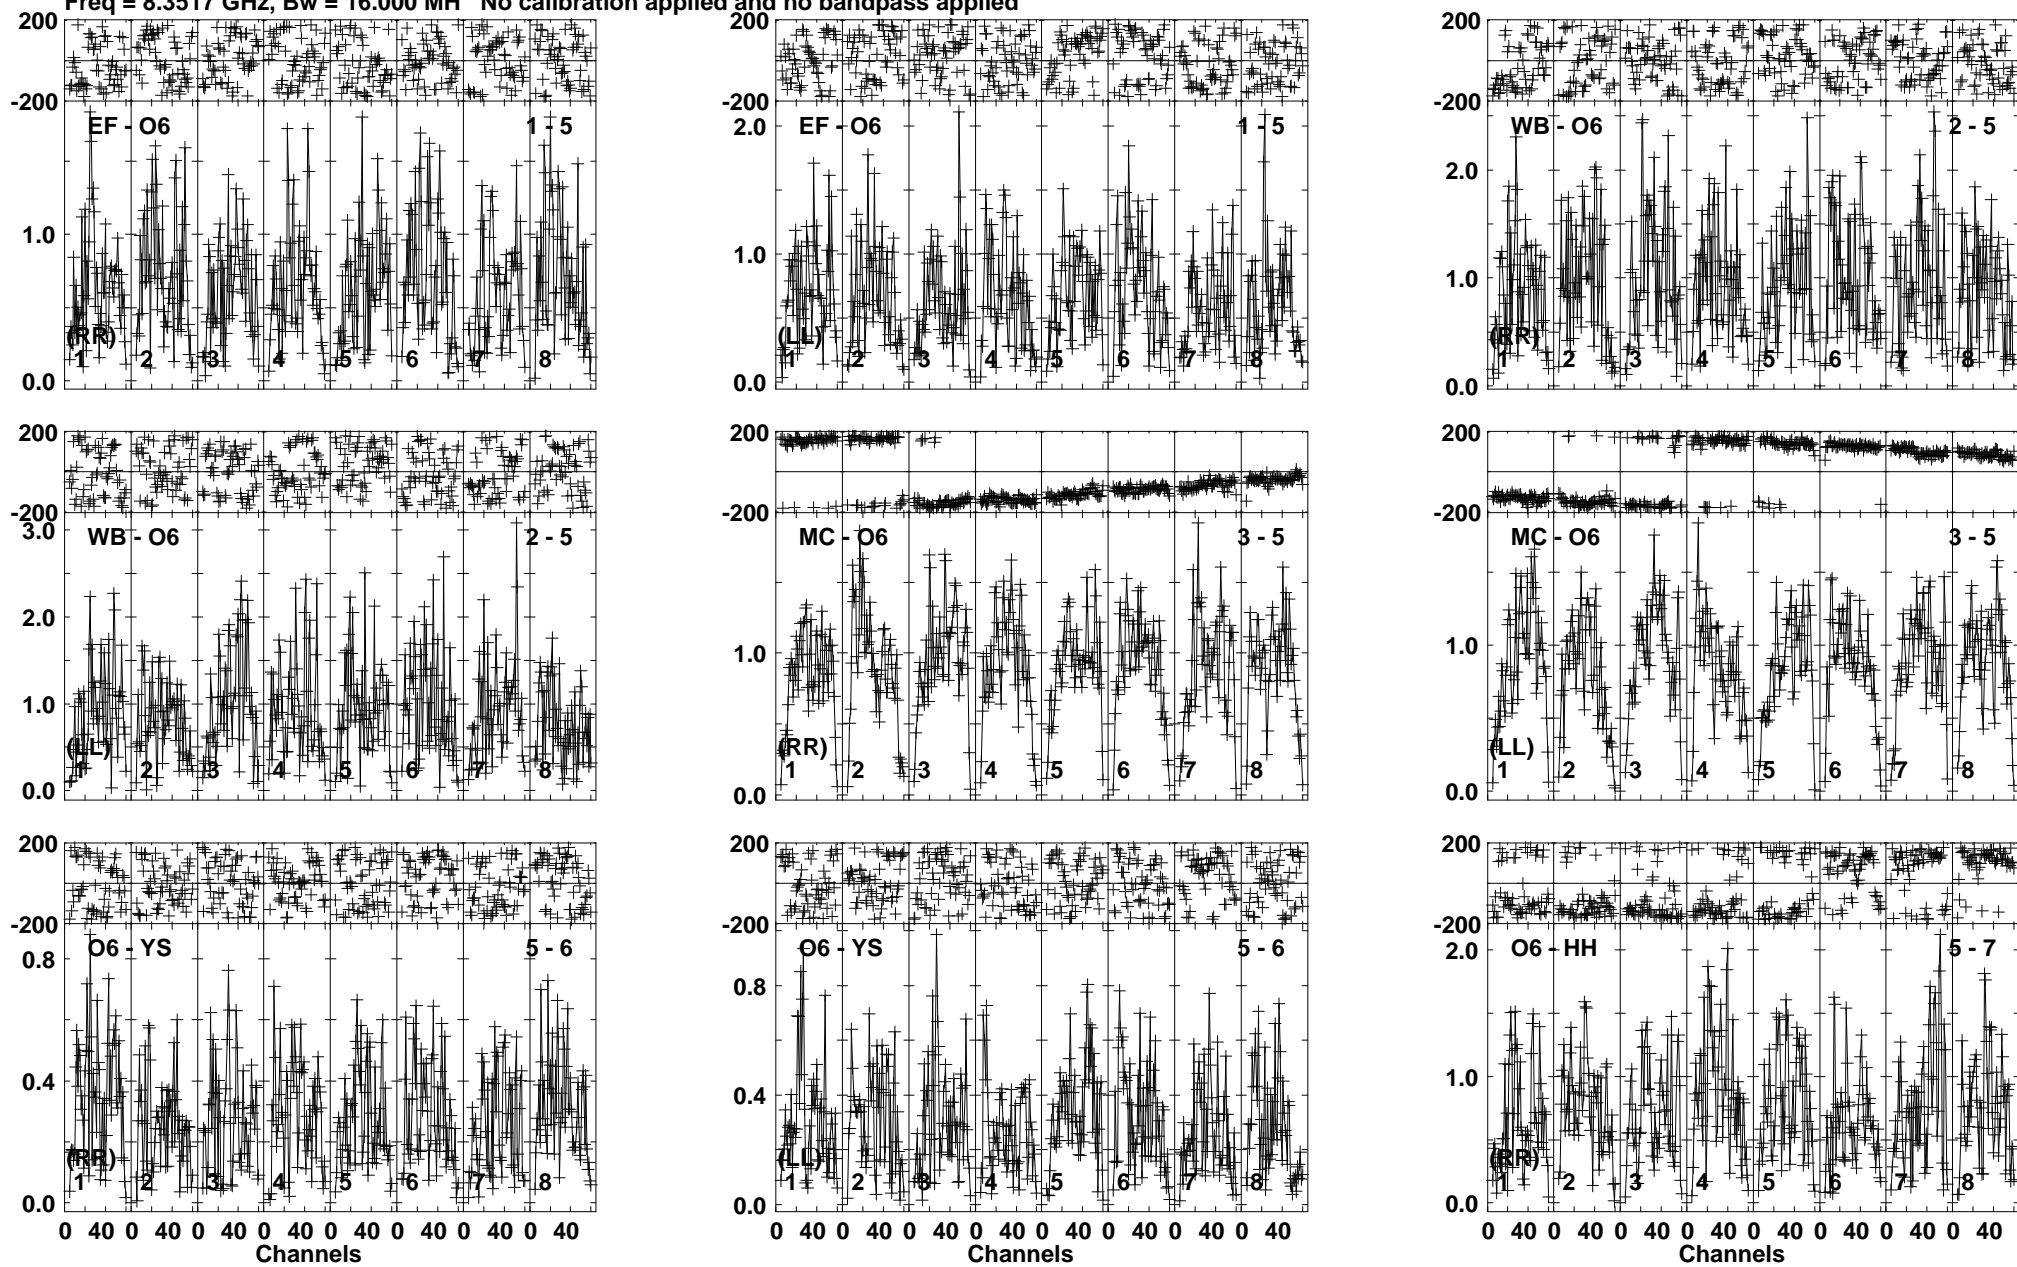 Freq = 8.3517 GHz, Bw = 16.000 MH No calibration applied and no bandpass applied
200 200 200
-200 -200 -200
EF - O6 1 - 5 EF - O6 1 - 5 WB - O6 2 - 5
1.0 2.0 2.0
0.0 1.0 1.0
0.0 0.0
(RR) (LL) (RR)
1 2 3 4 5 6 7 8 1 2 3 4 5 6 7 8 1 2 3 4 5 6 7 8
200 200 200
-200 -200 -200
WB - O6 2 - 5 MC - O6 3 - 5 MC - O6 3 - 5
3.0 1.0 1.0
2.0 0.0 0.0
1.0
0.0
(LL) (RR) (LL)
1 2 3 4 5 6 7 8 1 2 3 4 5 6 7 8 1 2 3 4 5 6 7 8
200 200 200
-200 -200 -200
O6 - YS 5 - 6 O6 - YS 5 - 6 O6 - HH 5 - 7
0.8 0.8 2.0
0.4 0.4 1.0
0.0 0.0 0.0
(RR) (LL) (RR)
1 2 3 4 5 6 7 8 1 2 3 4 5 6 7 8 1 2 3 4 5 6 7 8
0 40 0 40 0 40 0 40 0 40 0 40 0 40 0 40 0 40 0 40 0 40 0 40 0 40 0 40 0 40 0 40 0 40 0 40 0 40 0 40 0 40 0 40 0 40 0 40
Channels Channels Channels